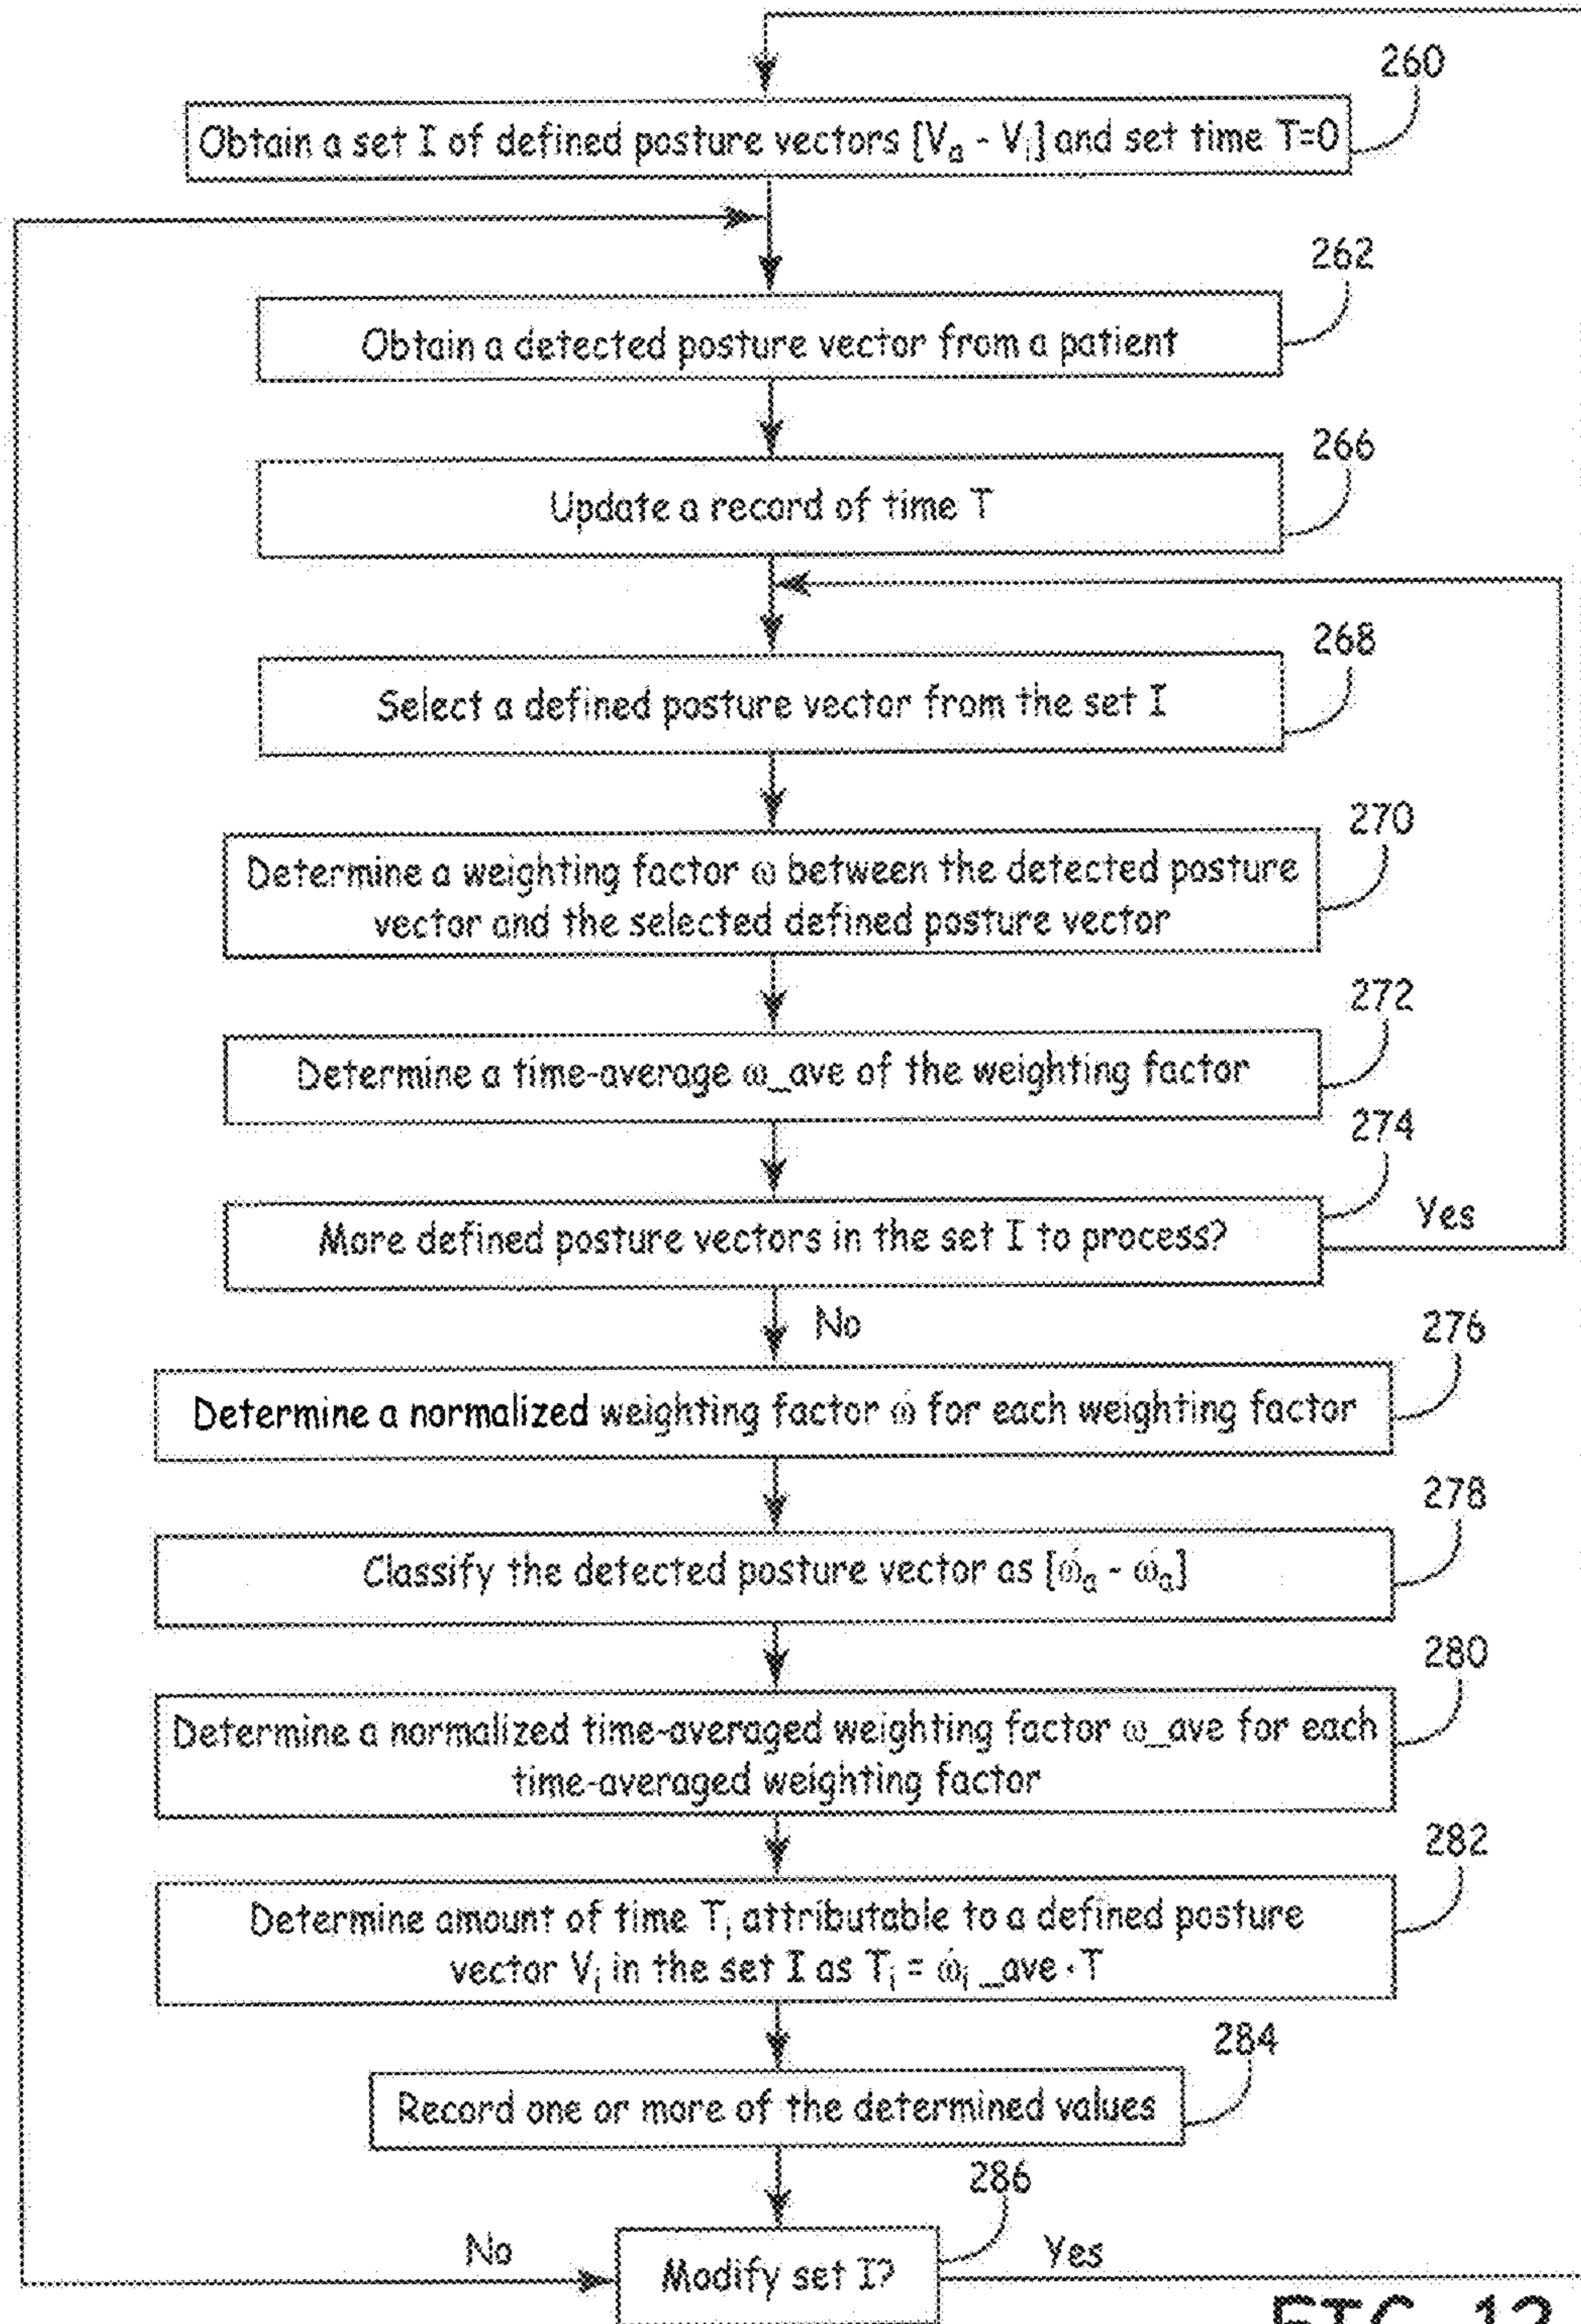 260
Obtain a set I of defined posture vectors [Vₐ - Vᵢ] and set time T=0
262
Obtain a detected posture vector from a patient
266
Update a record of time T
268
Select a defined posture vector from the set I
270
Determine a weighting factor ω between the detected posture
vector and the selected defined posture vector
272
Determine a time-average ω_ave of the weighting factor
274
More defined posture vectors in the set I to process?
Yes
No
276
Determine a normalized weighting factor ώ for each weighting factor
278
Classify the detected posture vector as [ώₐ - ώₐ]
280
Determine a normalized time-averaged weighting factor ω_ave for each
time-averaged weighting factor
282
Determine amount of time Tᵢ attributable to a defined posture
vector Vᵢ in the set I as Tᵢ = ώᵢ_ave · T
284
Record one or more of the determined values
286
No
Modify set I?
Yes